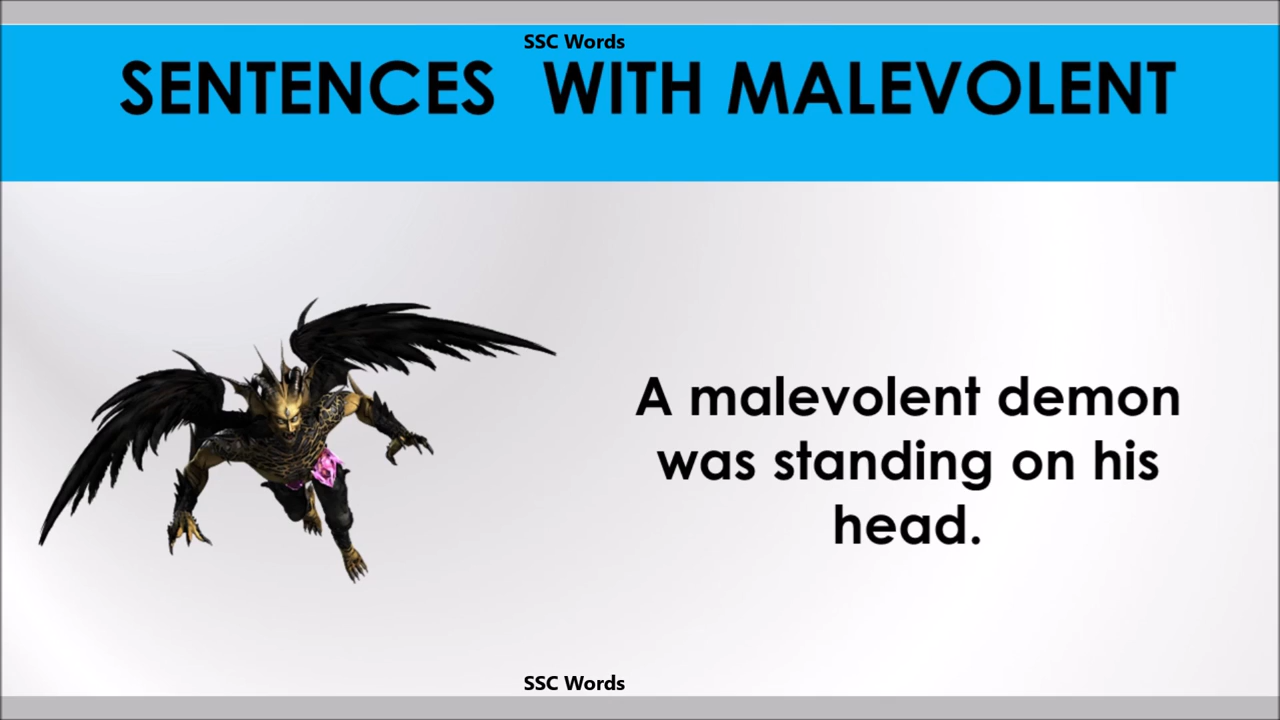 SSC Words
SENTENCES WITH MALEVOLENT
A malevolent demon
was standing on his
head.
SSC Words